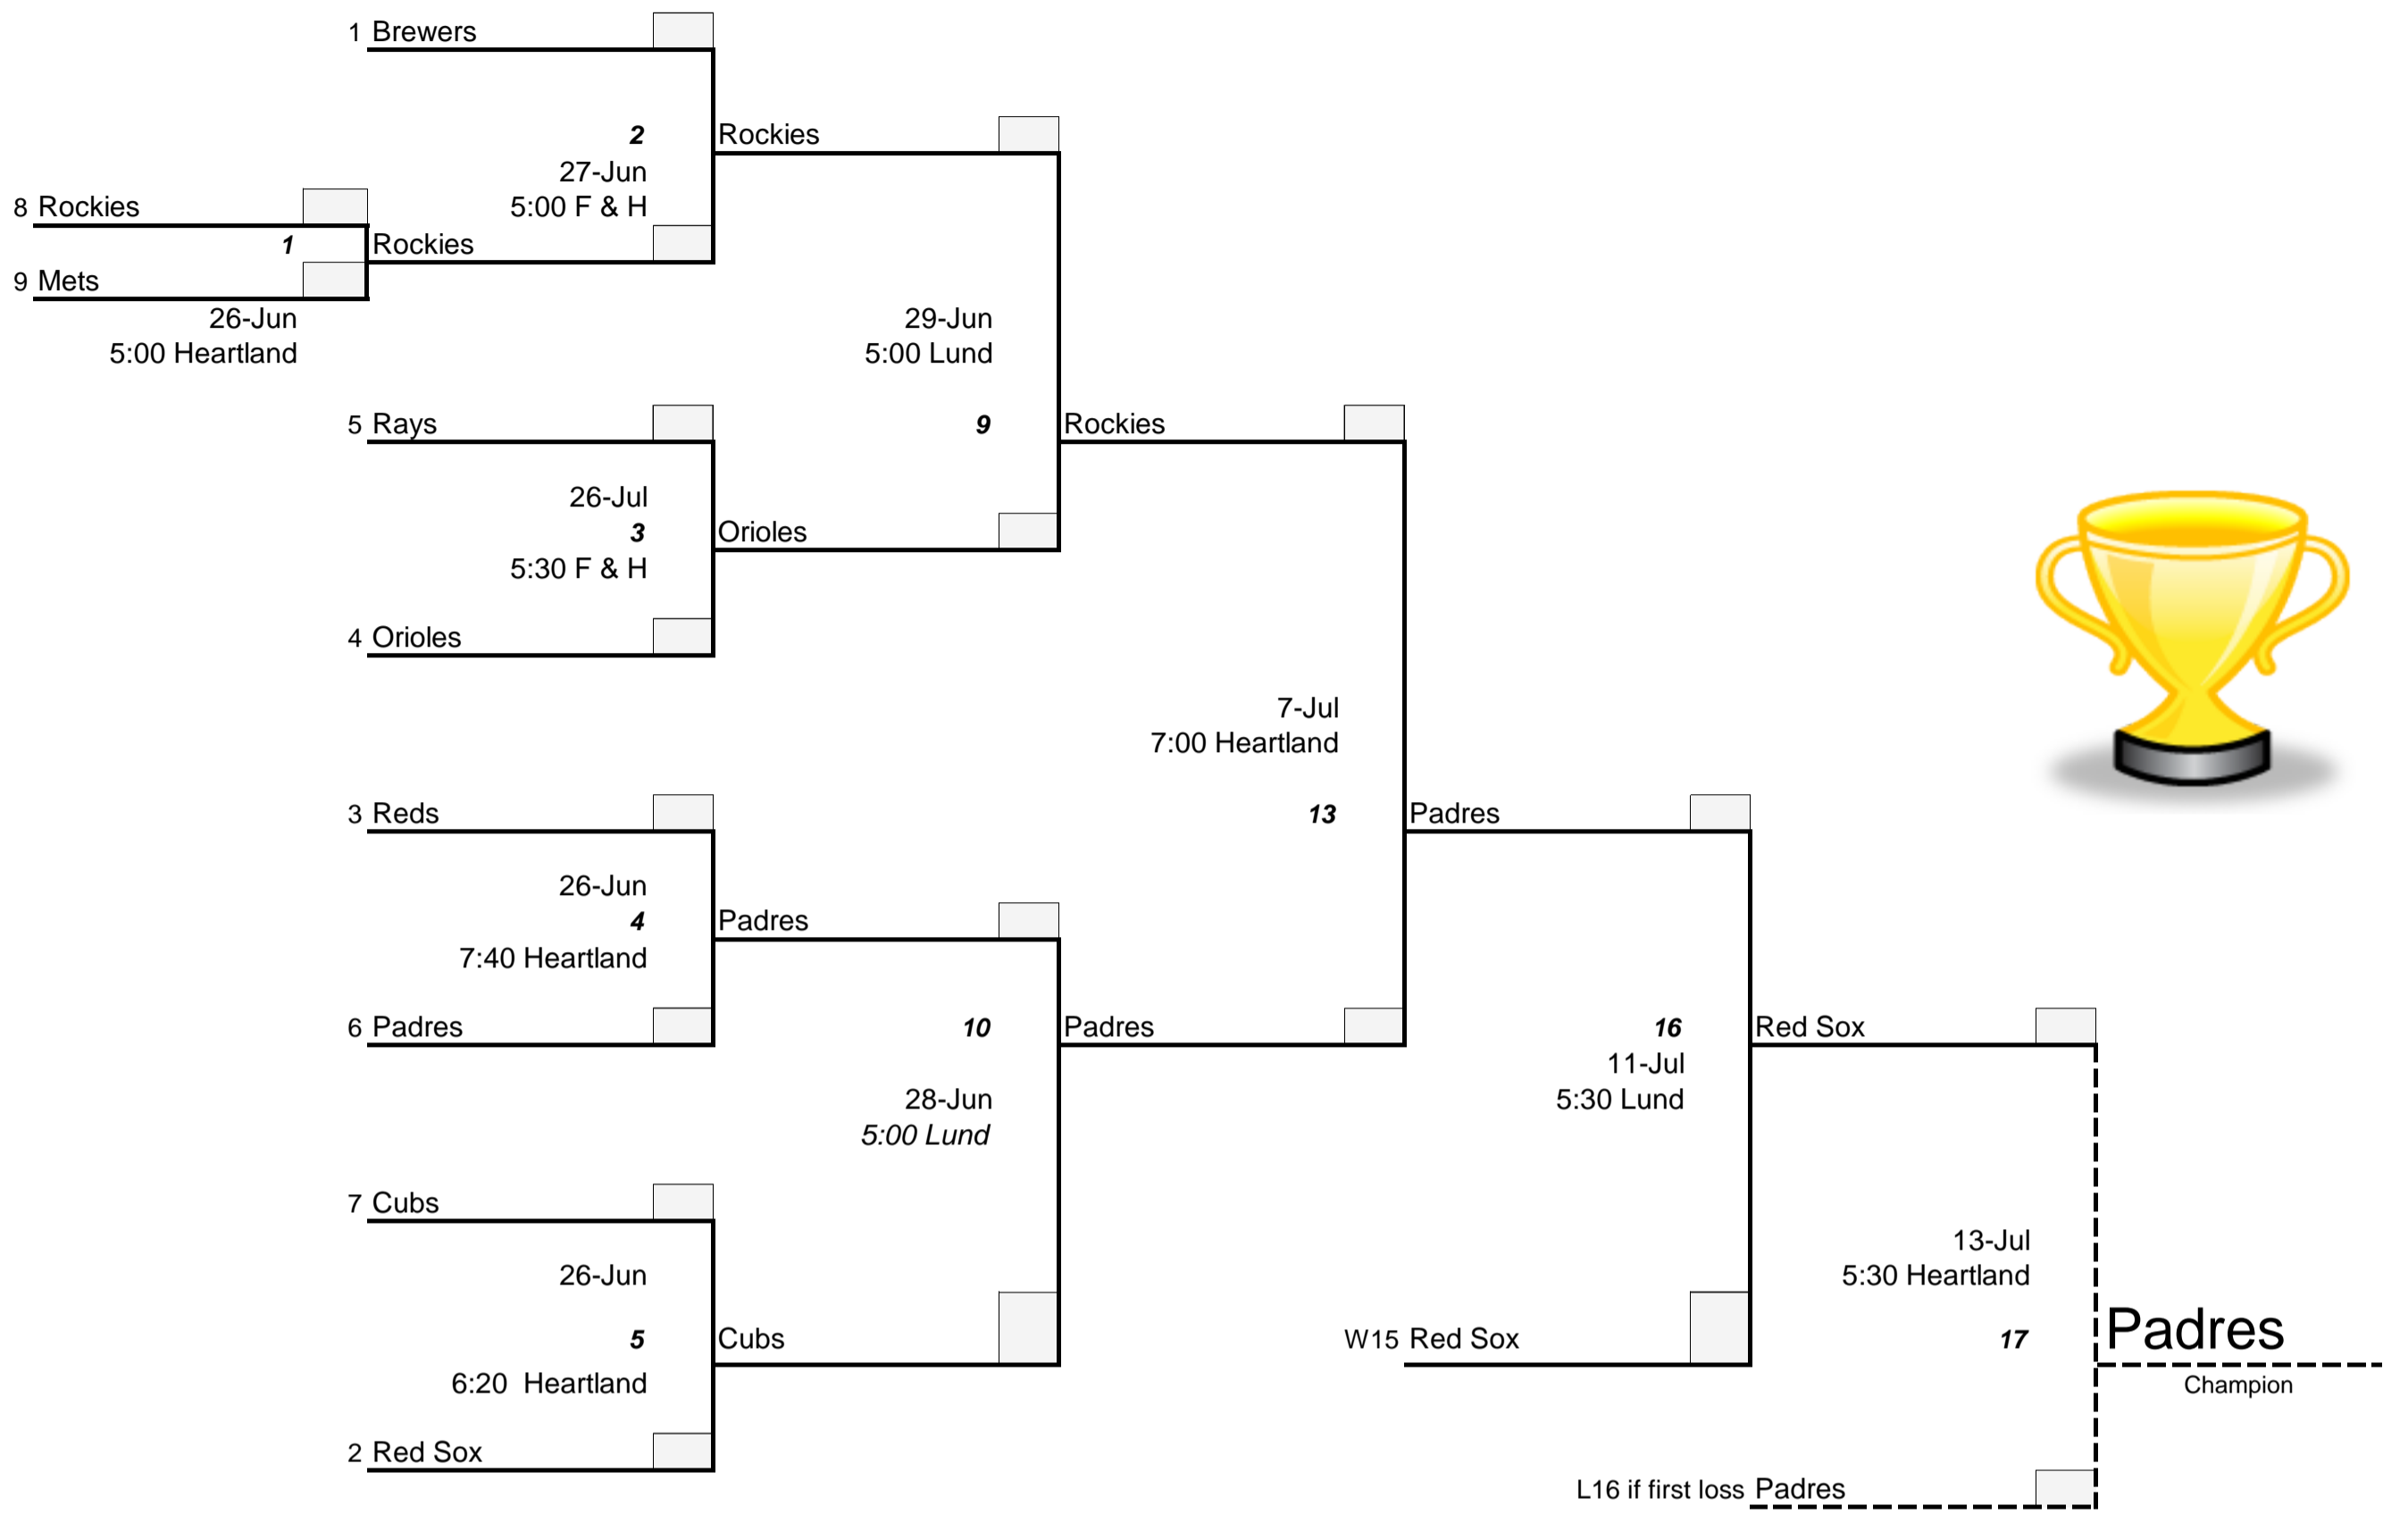 1 Brewers
2 Rockies
27-Jun
8 Rockies 5:00 F & H
1 Rockies
9 Mets
26-Jun 29-Jun
5:00 Heartland 5:00 Lund
5 Rays 9 Rockies
26-Jul
3 Orioles
5:30 F & H
4 Orioles
7-Jul
7:00 Heartland
3 Reds 13 Padres
26-Jun
4 Padres
7:40 Heartland
6 Padres 10 Padres 16 Red Sox
11-Jul
28-Jun 5:30 Lund
5:00 Lund
7 Cubs
13-Jul
26-Jun 5:30 Heartland
5 Cubs W15 Red Sox 17 Padres
6:20 Heartland Champion
2 Red Sox
L16 if first loss Padres